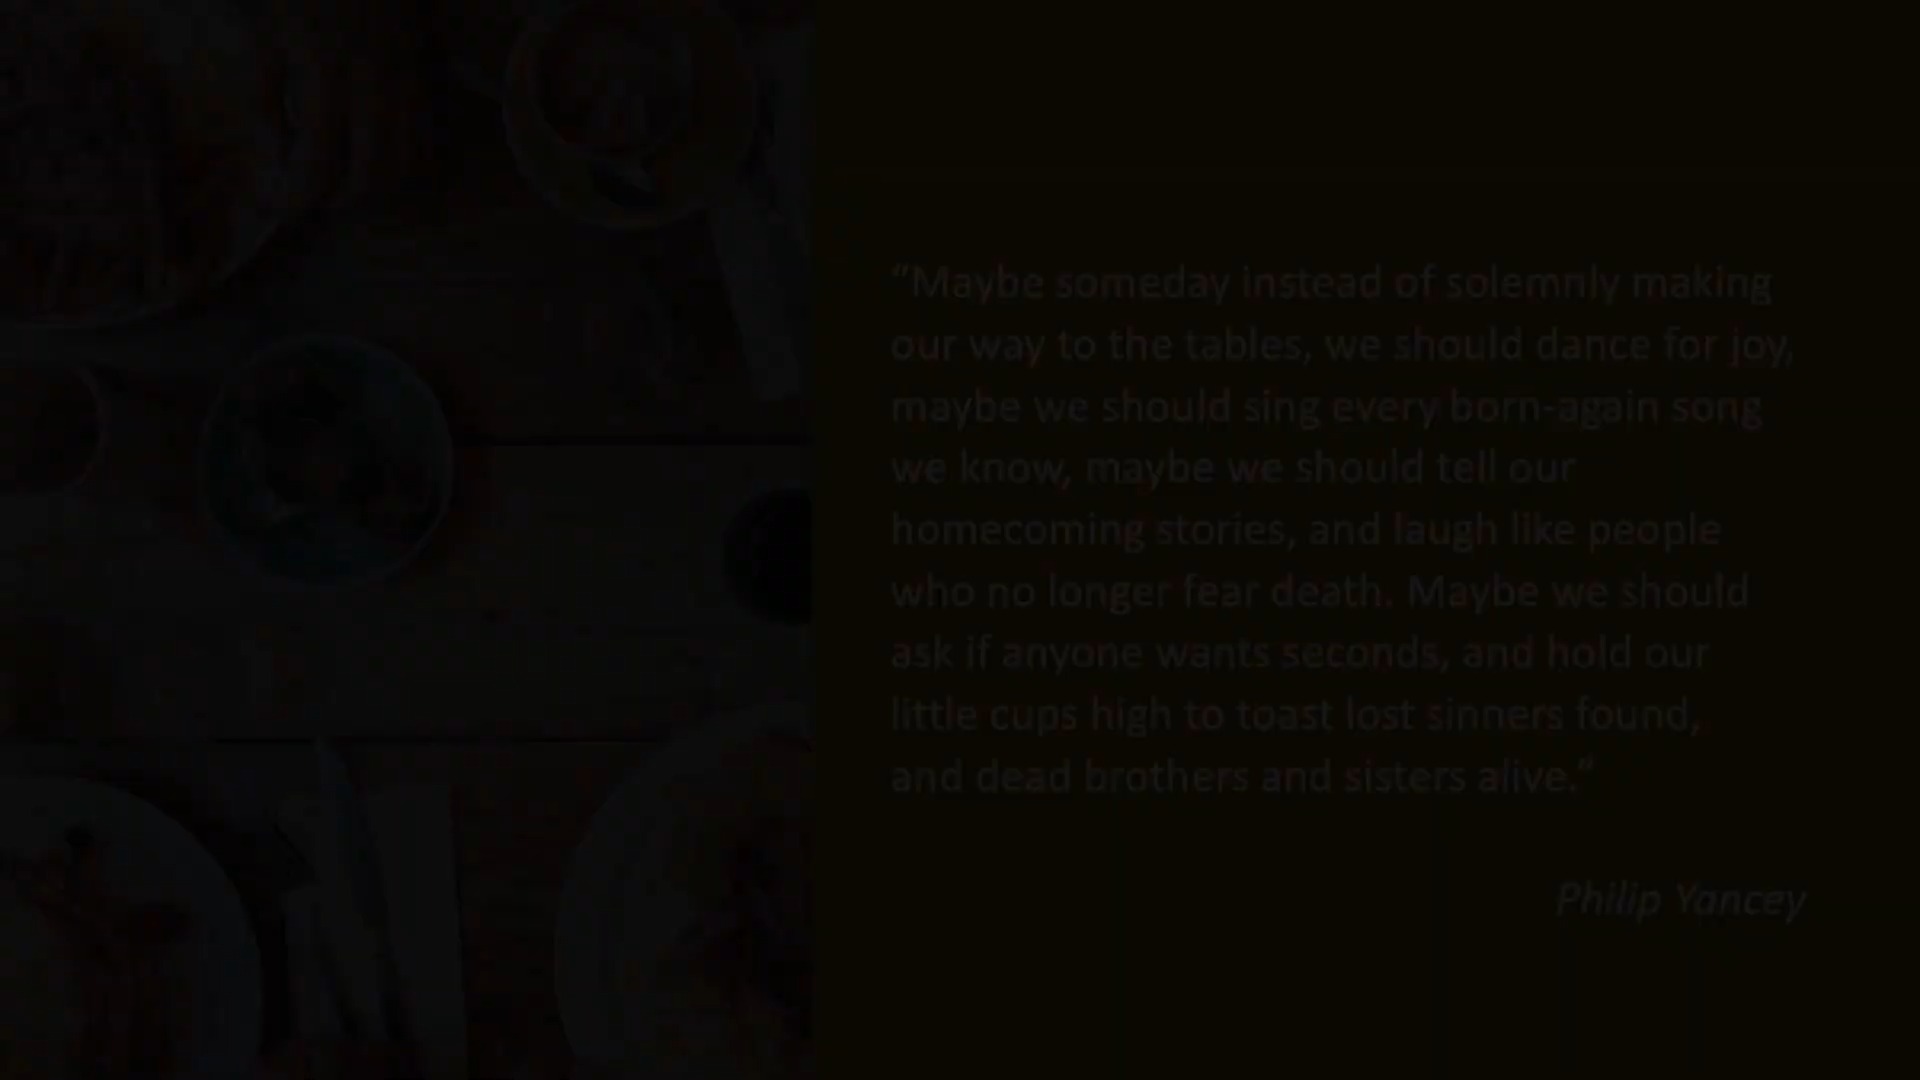 “Maybe someday instead of solemnly making
our way to the tables, we should dance for joy,
maybe we should sing every born-again song
we know, maybe we should tell our
homecoming stories, and laugh like people
who no longer fear death. Maybe we should
ask if anyone wants seconds, and hold our
little cups high to toast lost sinners found,
and dead brothers and sisters alive.“
Philip Yancey